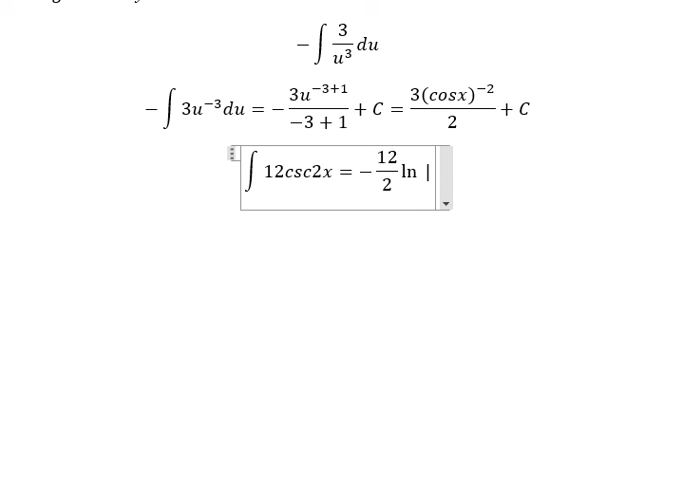 −∫ 3/u³ du
−∫ 3u⁻³du = − 3u⁻³⁺¹/−3 + 1 + C = 3(cosx)⁻²/2 + C
∫ 12csc2x = − 12/2 ln |